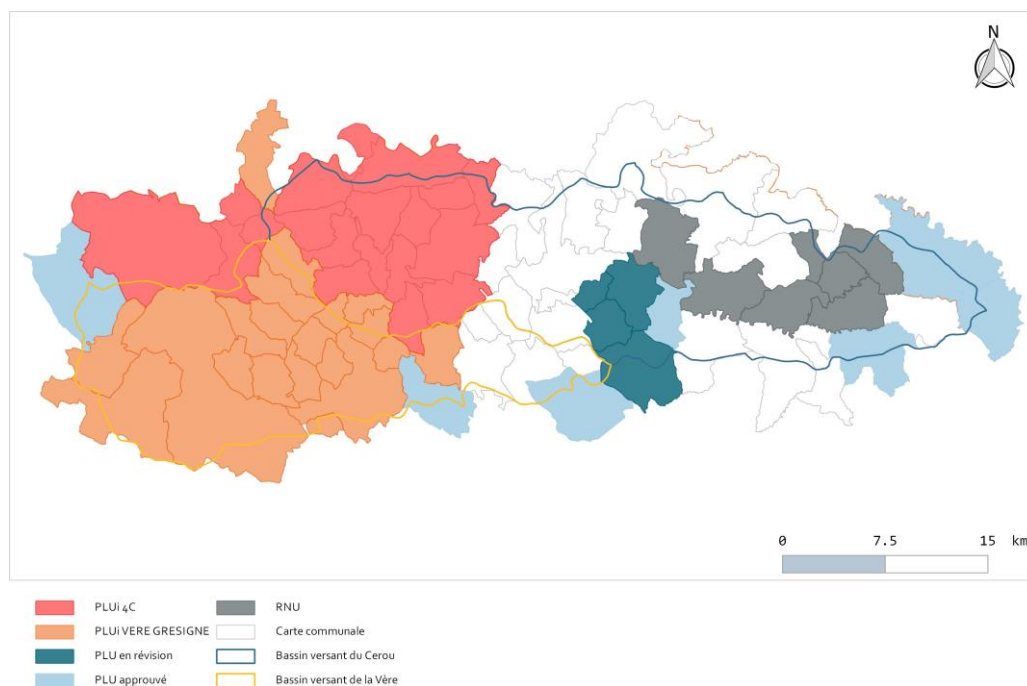 N
0 7.5 15 km
PLUi 4C
PLUi VERE GRESIGNE
PLU en révision
PLU approuvé
RNU
Carte communale
Bassin versant du Cerou
Bassin versant de la Vère